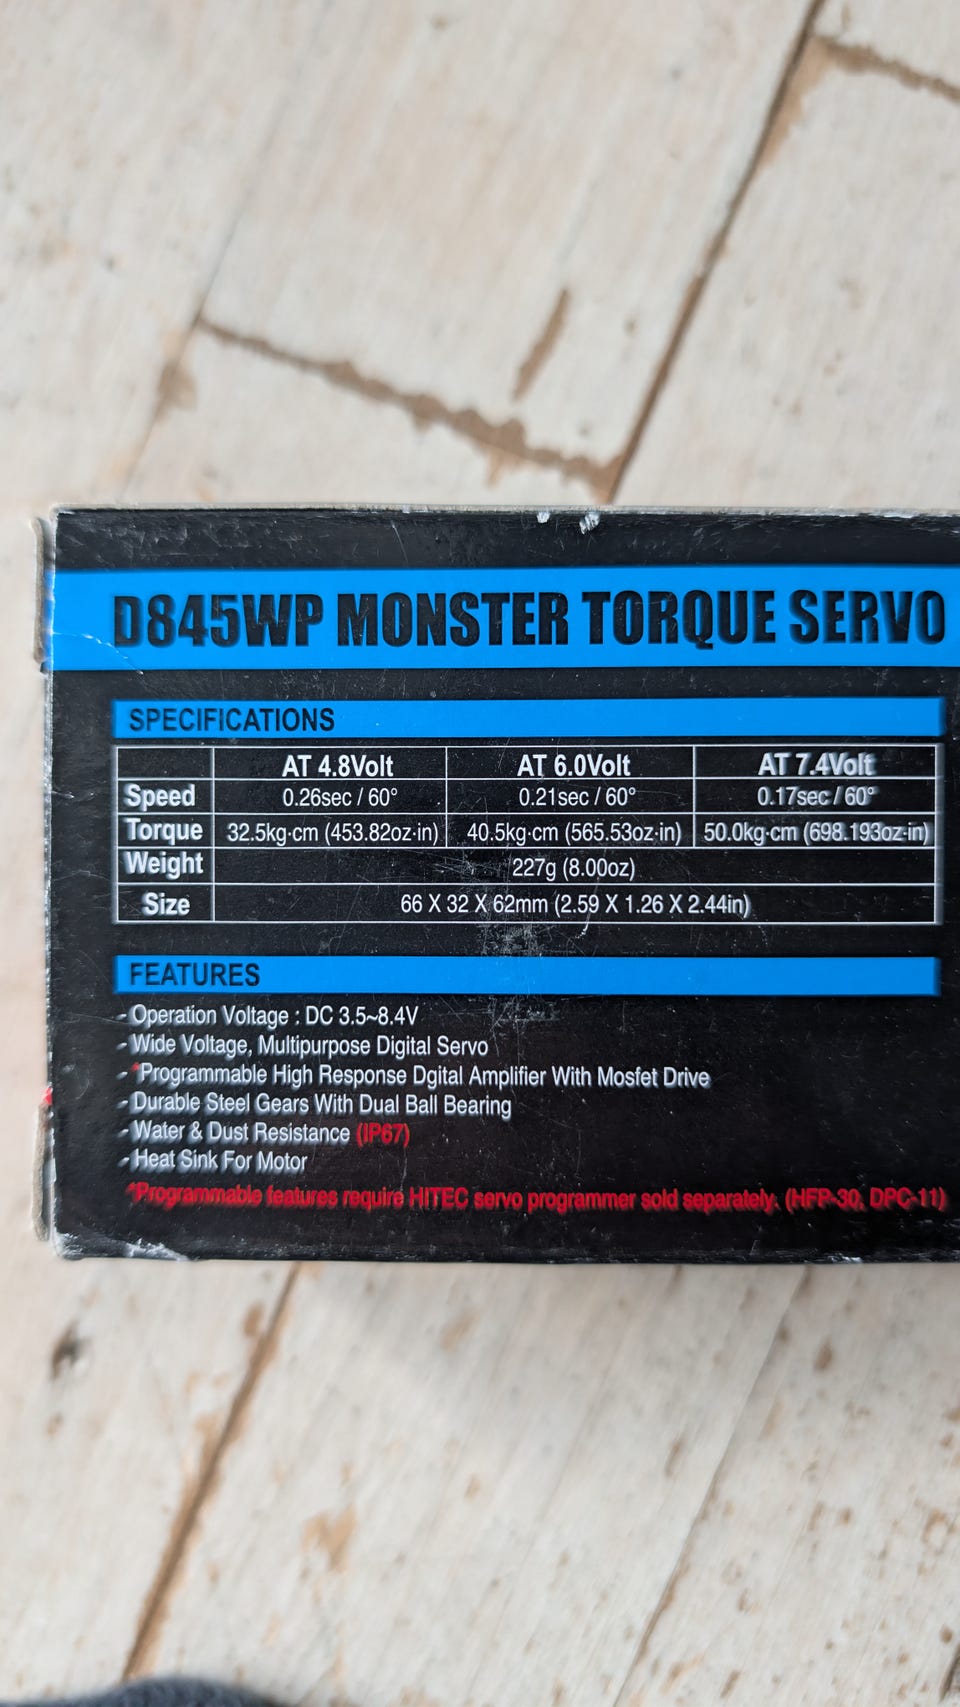 D845WP MONSTER TORQUE SERVO
SPECIFICATIONS
AT 4.8Volt AT 6.0Volt AT 7.4Volt
Speed 0.26sec / 60° 0.21sec / 60° 0.17sec / 60°
Torque 32.5kg·cm (453.82oz·in) 40.5kg·cm (565.53oz·in) 50.0kg·cm (698.193oz·in)
Weight 227g (8.00oz)
Size 66 X 32 X 62mm (2.59 X 1.26 X 2.44in)
FEATURES
- Operation Voltage : DC 3.5~8.4V
- Wide Voltage, Multipurpose Digital Servo
- *Programmable High Response Dgital Amplifier With Mosfet Drive
- Durable Steel Gears With Dual Ball Bearing
- Water & Dust Resistance (IP67)
- Heat Sink For Motor
*Programmable features require HITEC servo programmer sold separately. (HFP-30, DPC-11)